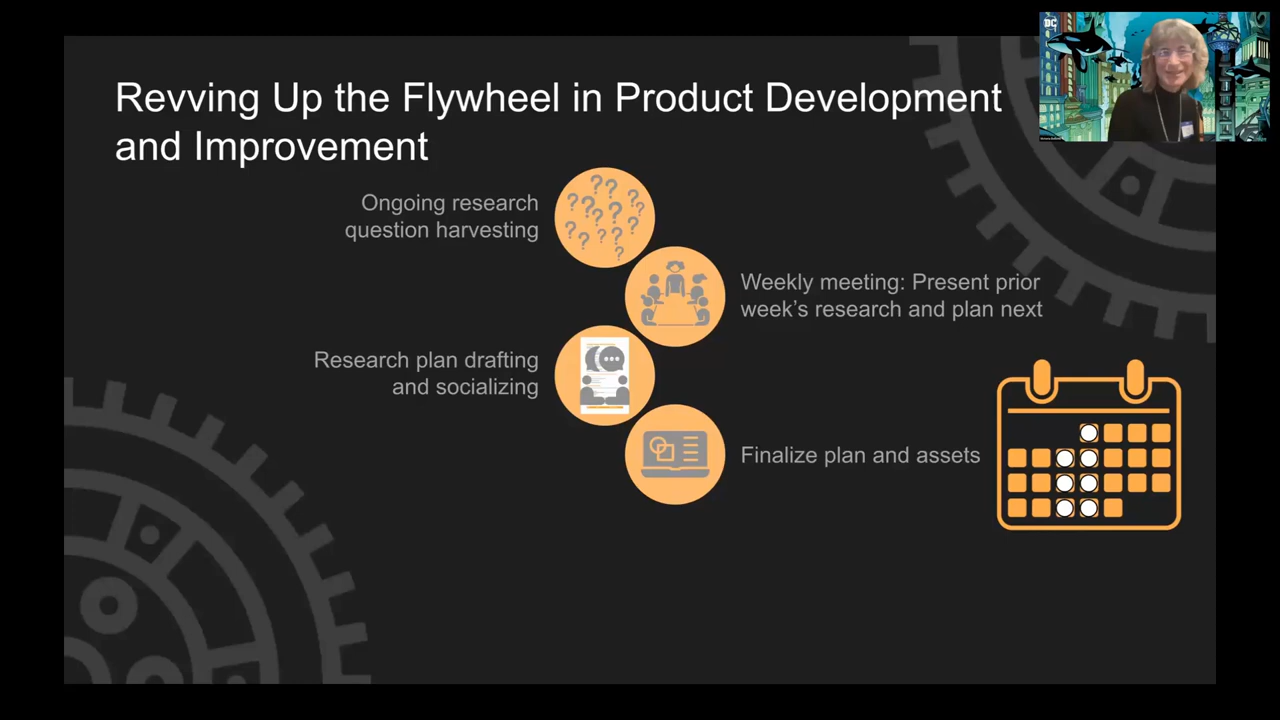 Revving Up the Flywheel in Product Development
and Improvement
DC
Ongoing research
question harvesting
Weekly meeting: Present prior
week's research and plan next
Research plan drafting
and socializing
Finalize plan and assets